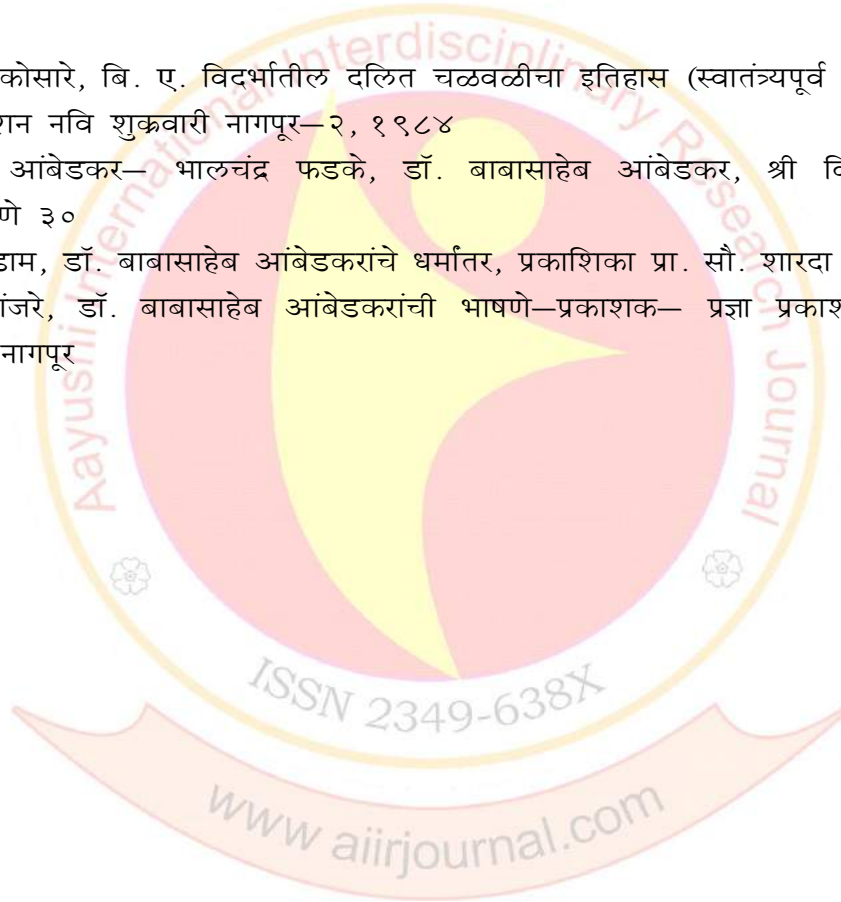 कोसारे, बि. ए. विदर्भातील दलित चळवळीचा इतिहास (स्वातंत्र्यपूर्व
शन नवि शुक्रवारी नागपूर—२, १९८४
आंबेडकर— भालचंद्र फडके, डॉ. बाबासाहेब आंबेडकर, श्री वि
णे ३०
डाम, डॉ. बाबासाहेब आंबेडकरांचे धर्मांतर, प्रकाशिका प्रा. सौ. शारदा
ांजरे, डॉ. बाबासाहेब आंबेडकरांची भाषणे—प्रकाशक— प्रज्ञा प्रकाश
नागपूर
Aayushi International Interdisciplinary Research Journal
ISSN 2349-638X
www aiirjournal.com